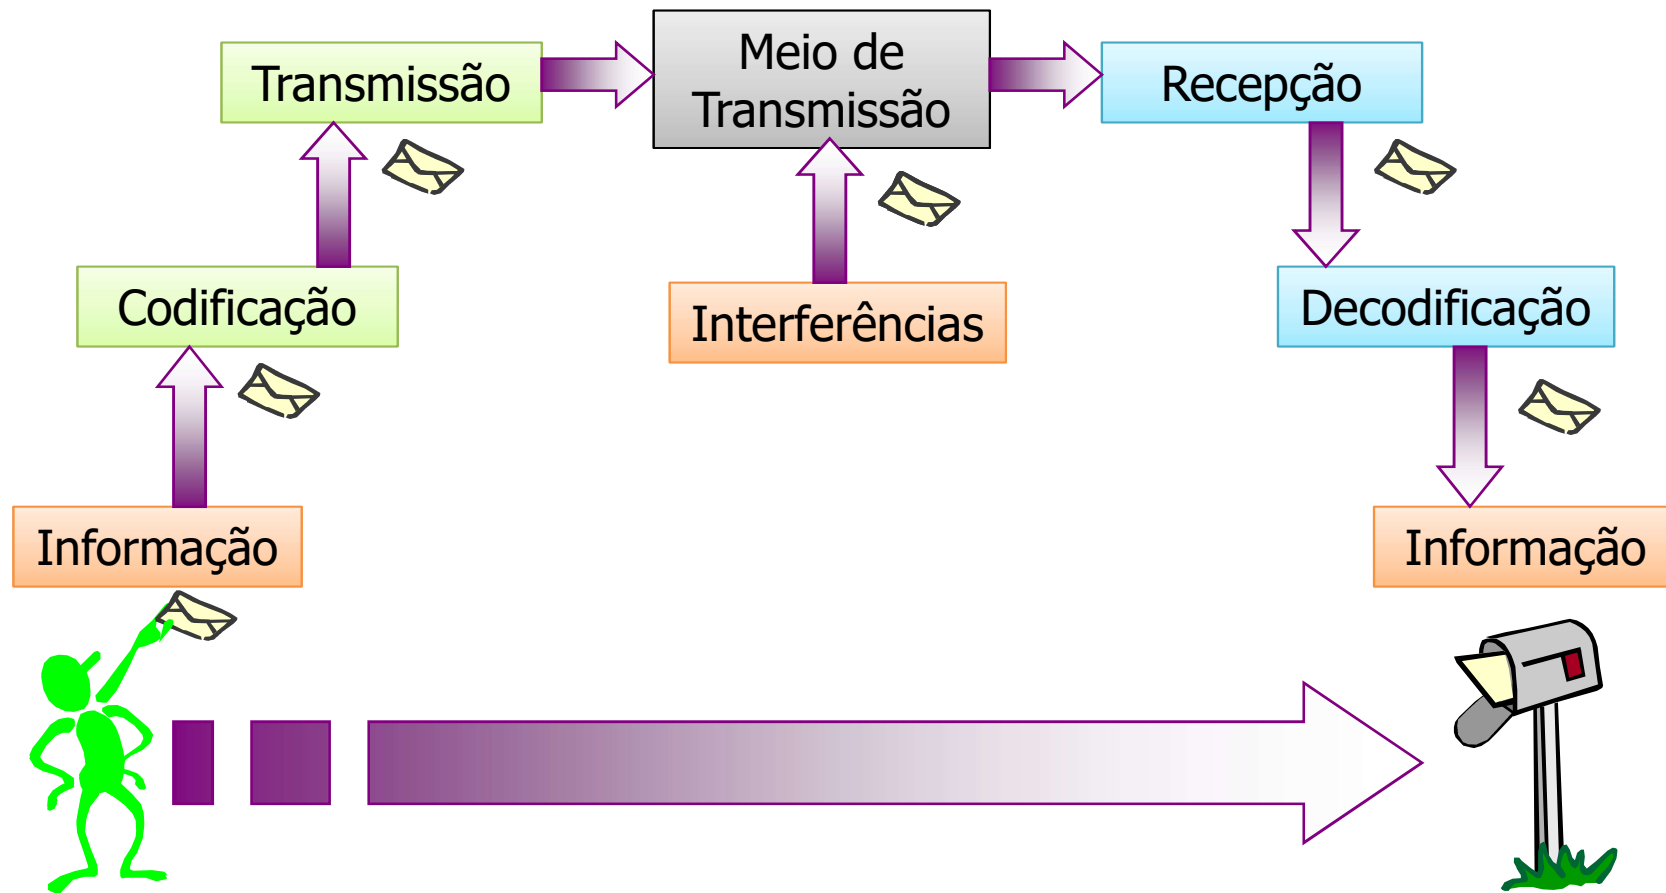 Transmissão
Meio de
Transmissão
Recepção
Codificação
Interferências
Decodificação
Informação
Informação